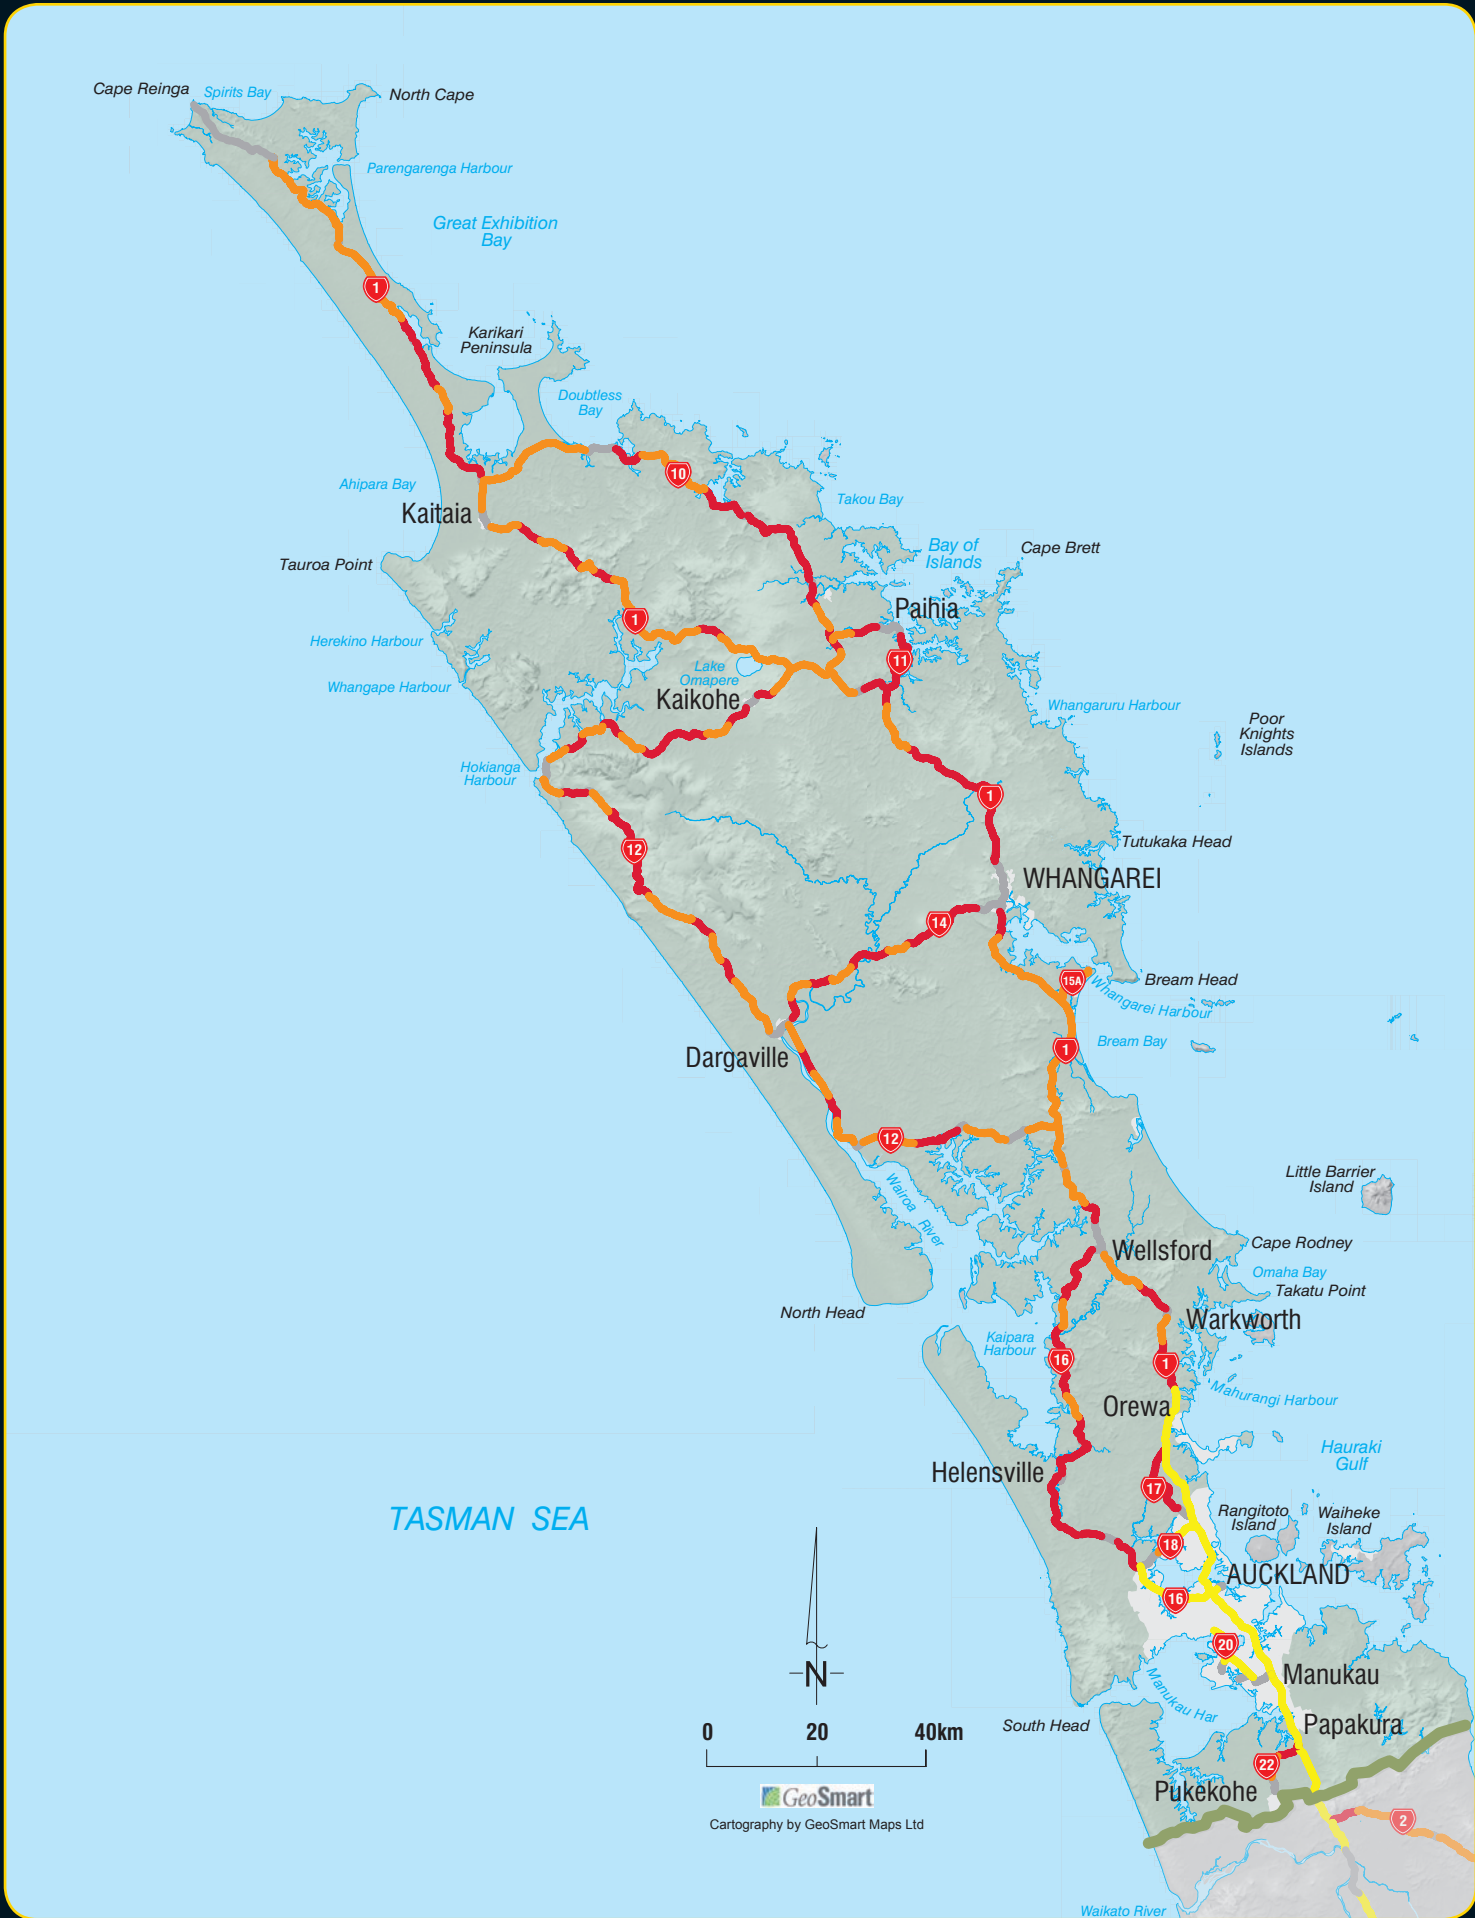 Cape Reinga
Spirits Bay
North Cape
Parengarenga Harbour
Great Exhibition
Bay
1
Karikari
Peninsula
Doubtless
Bay
10
Ahipara Bay
Takou Bay
Kaitaia
Bay of
Islands
Cape Brett
Tauroa Point
Paihia
1
Herekino Harbour
11
Lake
Omapere
Whangape Harbour
Kaikohe
Whangaruru Harbour
Poor
Knights
Islands
Hokianga
Harbour
1
Tutukaka Head
12
WHANGAREI
14
15A
Bream Head
Whangarei Harbour
Bream Bay
1
Dargaville
12
Little Barrier
Island
Wairoa River
Cape Rodney
Wellsford
Omaha Bay
Takatu Point
North Head
Warkworth
Kaipara
Harbour
16
1
Mahurangi Harbour
Orewa
Hauraki
Gulf
Helensville
17
TASMAN SEA
Rangitoto
Island
Waiheke
Island
18
AUCKLAND
16
20
N
Manukau
Manukau Har
South Head
Papakura
0 20 40km
22
Pukekohe
GeoSmart
Cartography by GeoSmart Maps Ltd
2
Waikato River